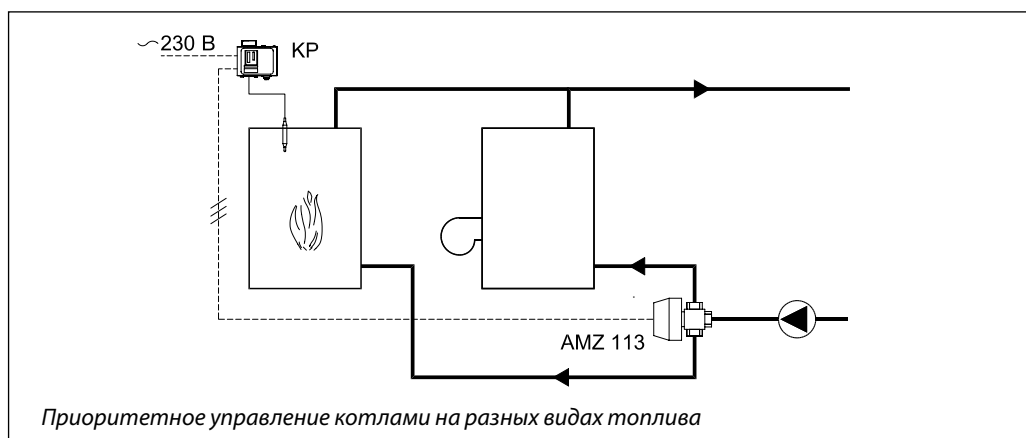 ~230 В
KP
AMZ 113
Приоритетное управление котлами на разных видах топлива